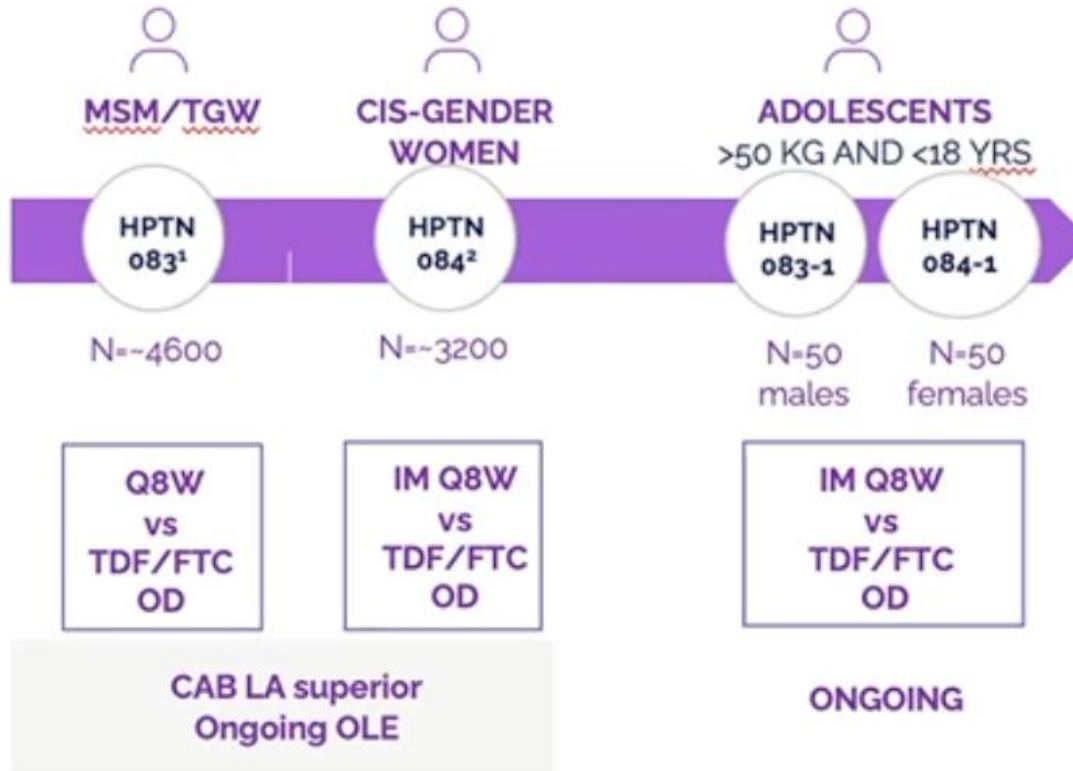 MSM/TGW
CIS-GENDER
WOMEN
ADOLESCENTS
>50 KG AND <18 YRS
HPTN
083¹
HPTN
084²
HPTN
083-1
HPTN
084-1
N=~4600
N=~3200
N=50
males
N=50
females
Q8W
vs
TDF/FTC
OD
IM Q8W
vs
TDF/FTC
OD
IM Q8W
vs
TDF/FTC
OD
CAB LA superior
Ongoing OLE
ONGOING